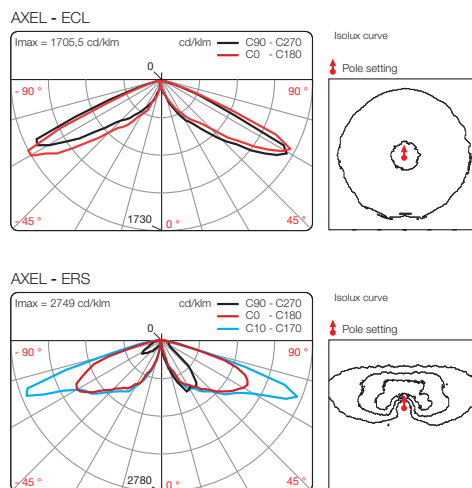 AXEL - ECL
Imax = 1705,5 cd/klm
cd/klm
C90 - C270
C0 - C180
0
- 90 °
90 °
- 45 °
1730
0 °
45 °
Isolux curve
Pole setting
AXEL - ERS
Imax = 2749 cd/klm
cd/klm
C90 - C270
C0 - C180
C10 - C170
0
- 90 °
90 °
- 45 °
2780
0 °
45 °
Isolux curve
Pole setting